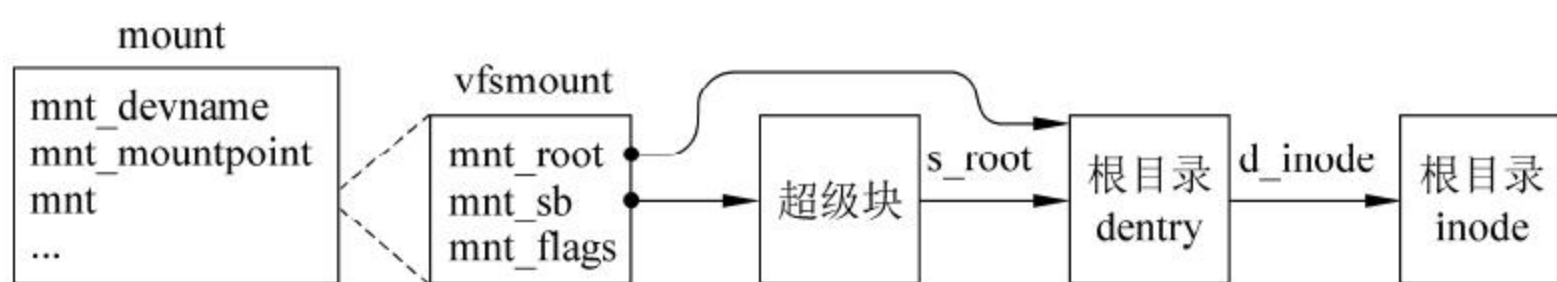 mount
mnt_devname
mnt_mountpoint
mnt
...
vfsmount
mnt_root
mnt_sb
mnt_flags
超级块
s_root
根目录
dentry
d_inode
根目录
inode